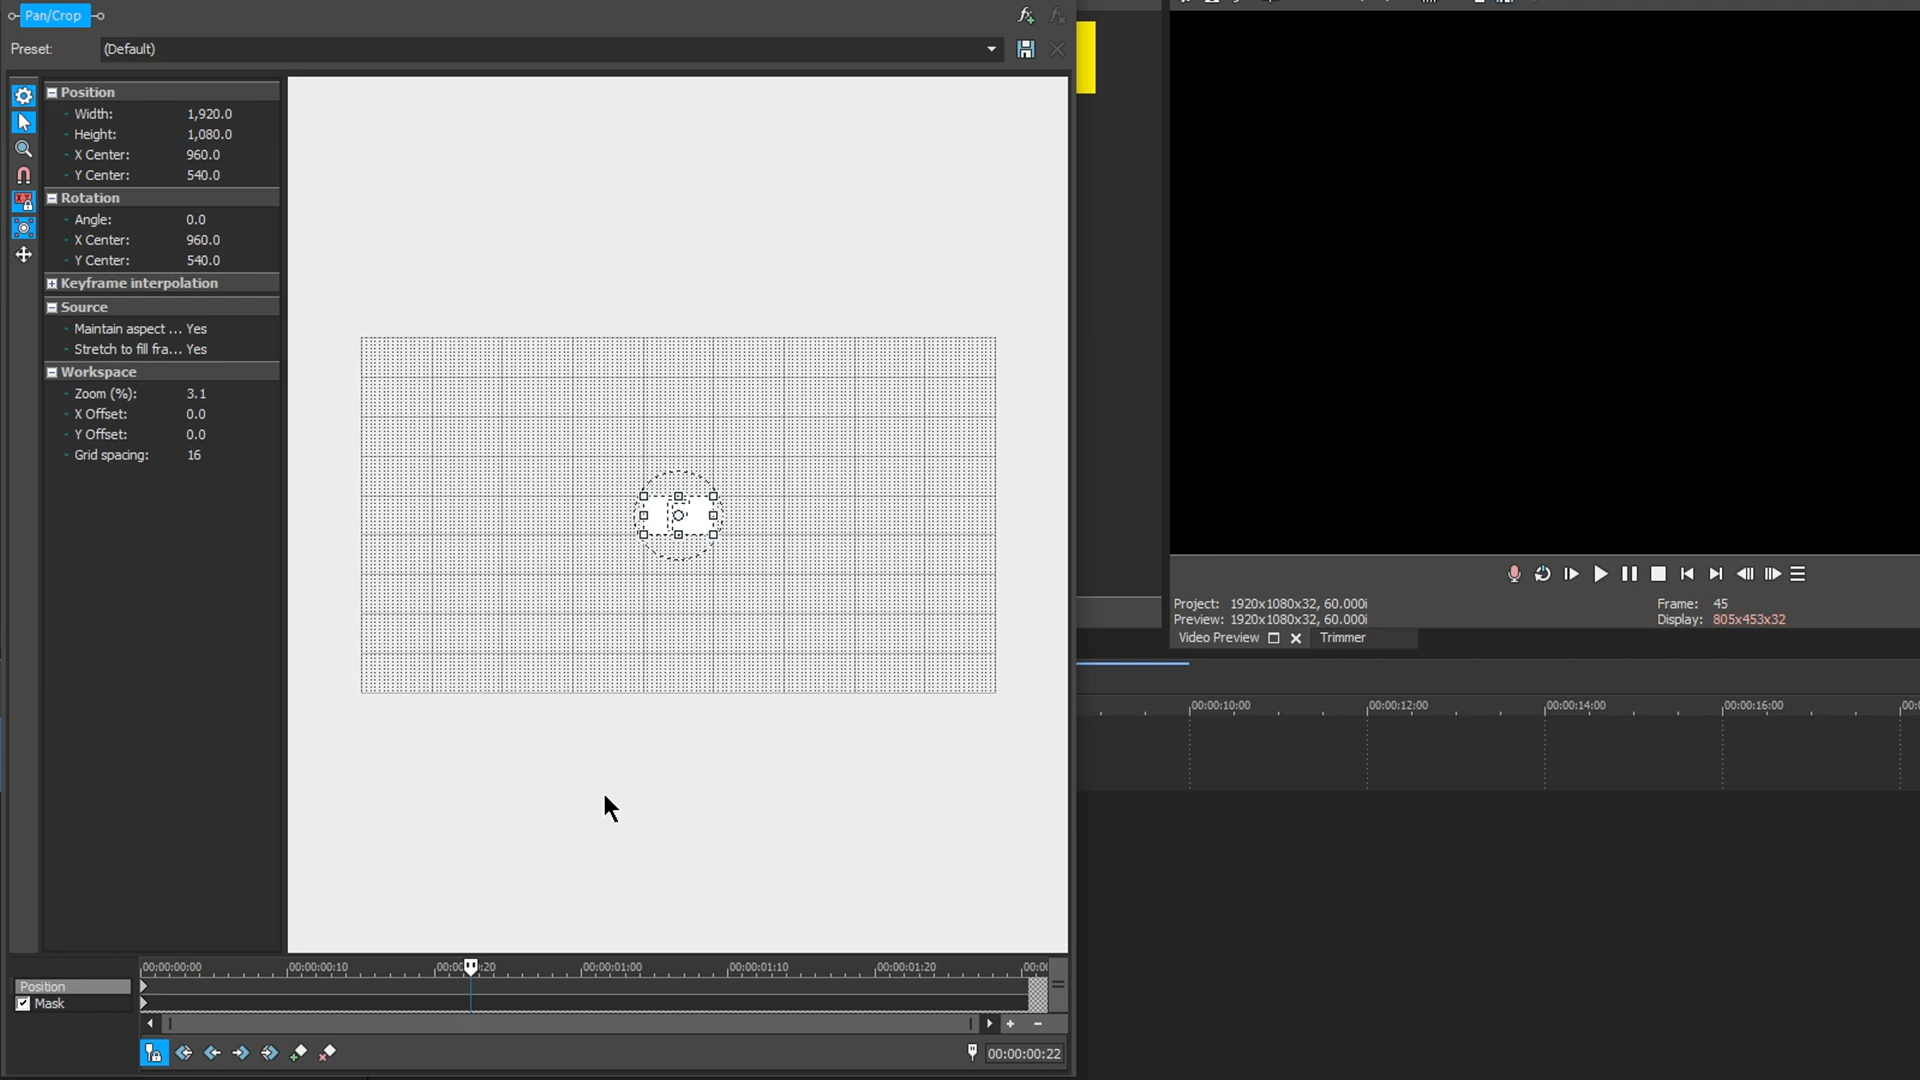 Pan/Crop
Preset: (Default)
Position
Width: 1,920.0
Height: 1,080.0
X Center: 960.0
Y Center: 540.0
Rotation
Angle: 0.0
X Center: 960.0
Y Center: 540.0
Keyframe interpolation
Source
Maintain aspect ... Yes
Stretch to fill fra... Yes
Workspace
Zoom (%): 3.1
X Offset: 0.0
Y Offset: 0.0
Grid spacing: 16
Project: 1920x1080x32, 60.000i
Frame: 45
Preview: 1920x1080x32, 60.000i
Display: 805x453x32
Video Preview Trimmer
00:00:10:00 00:00:12:00 00:00:14:00 00:00:16:00
00:00:00:00 00:00:00:10 00:00:01:00 00:00:01:10 00:00:01:20
Position
Mask
00:00:00:22